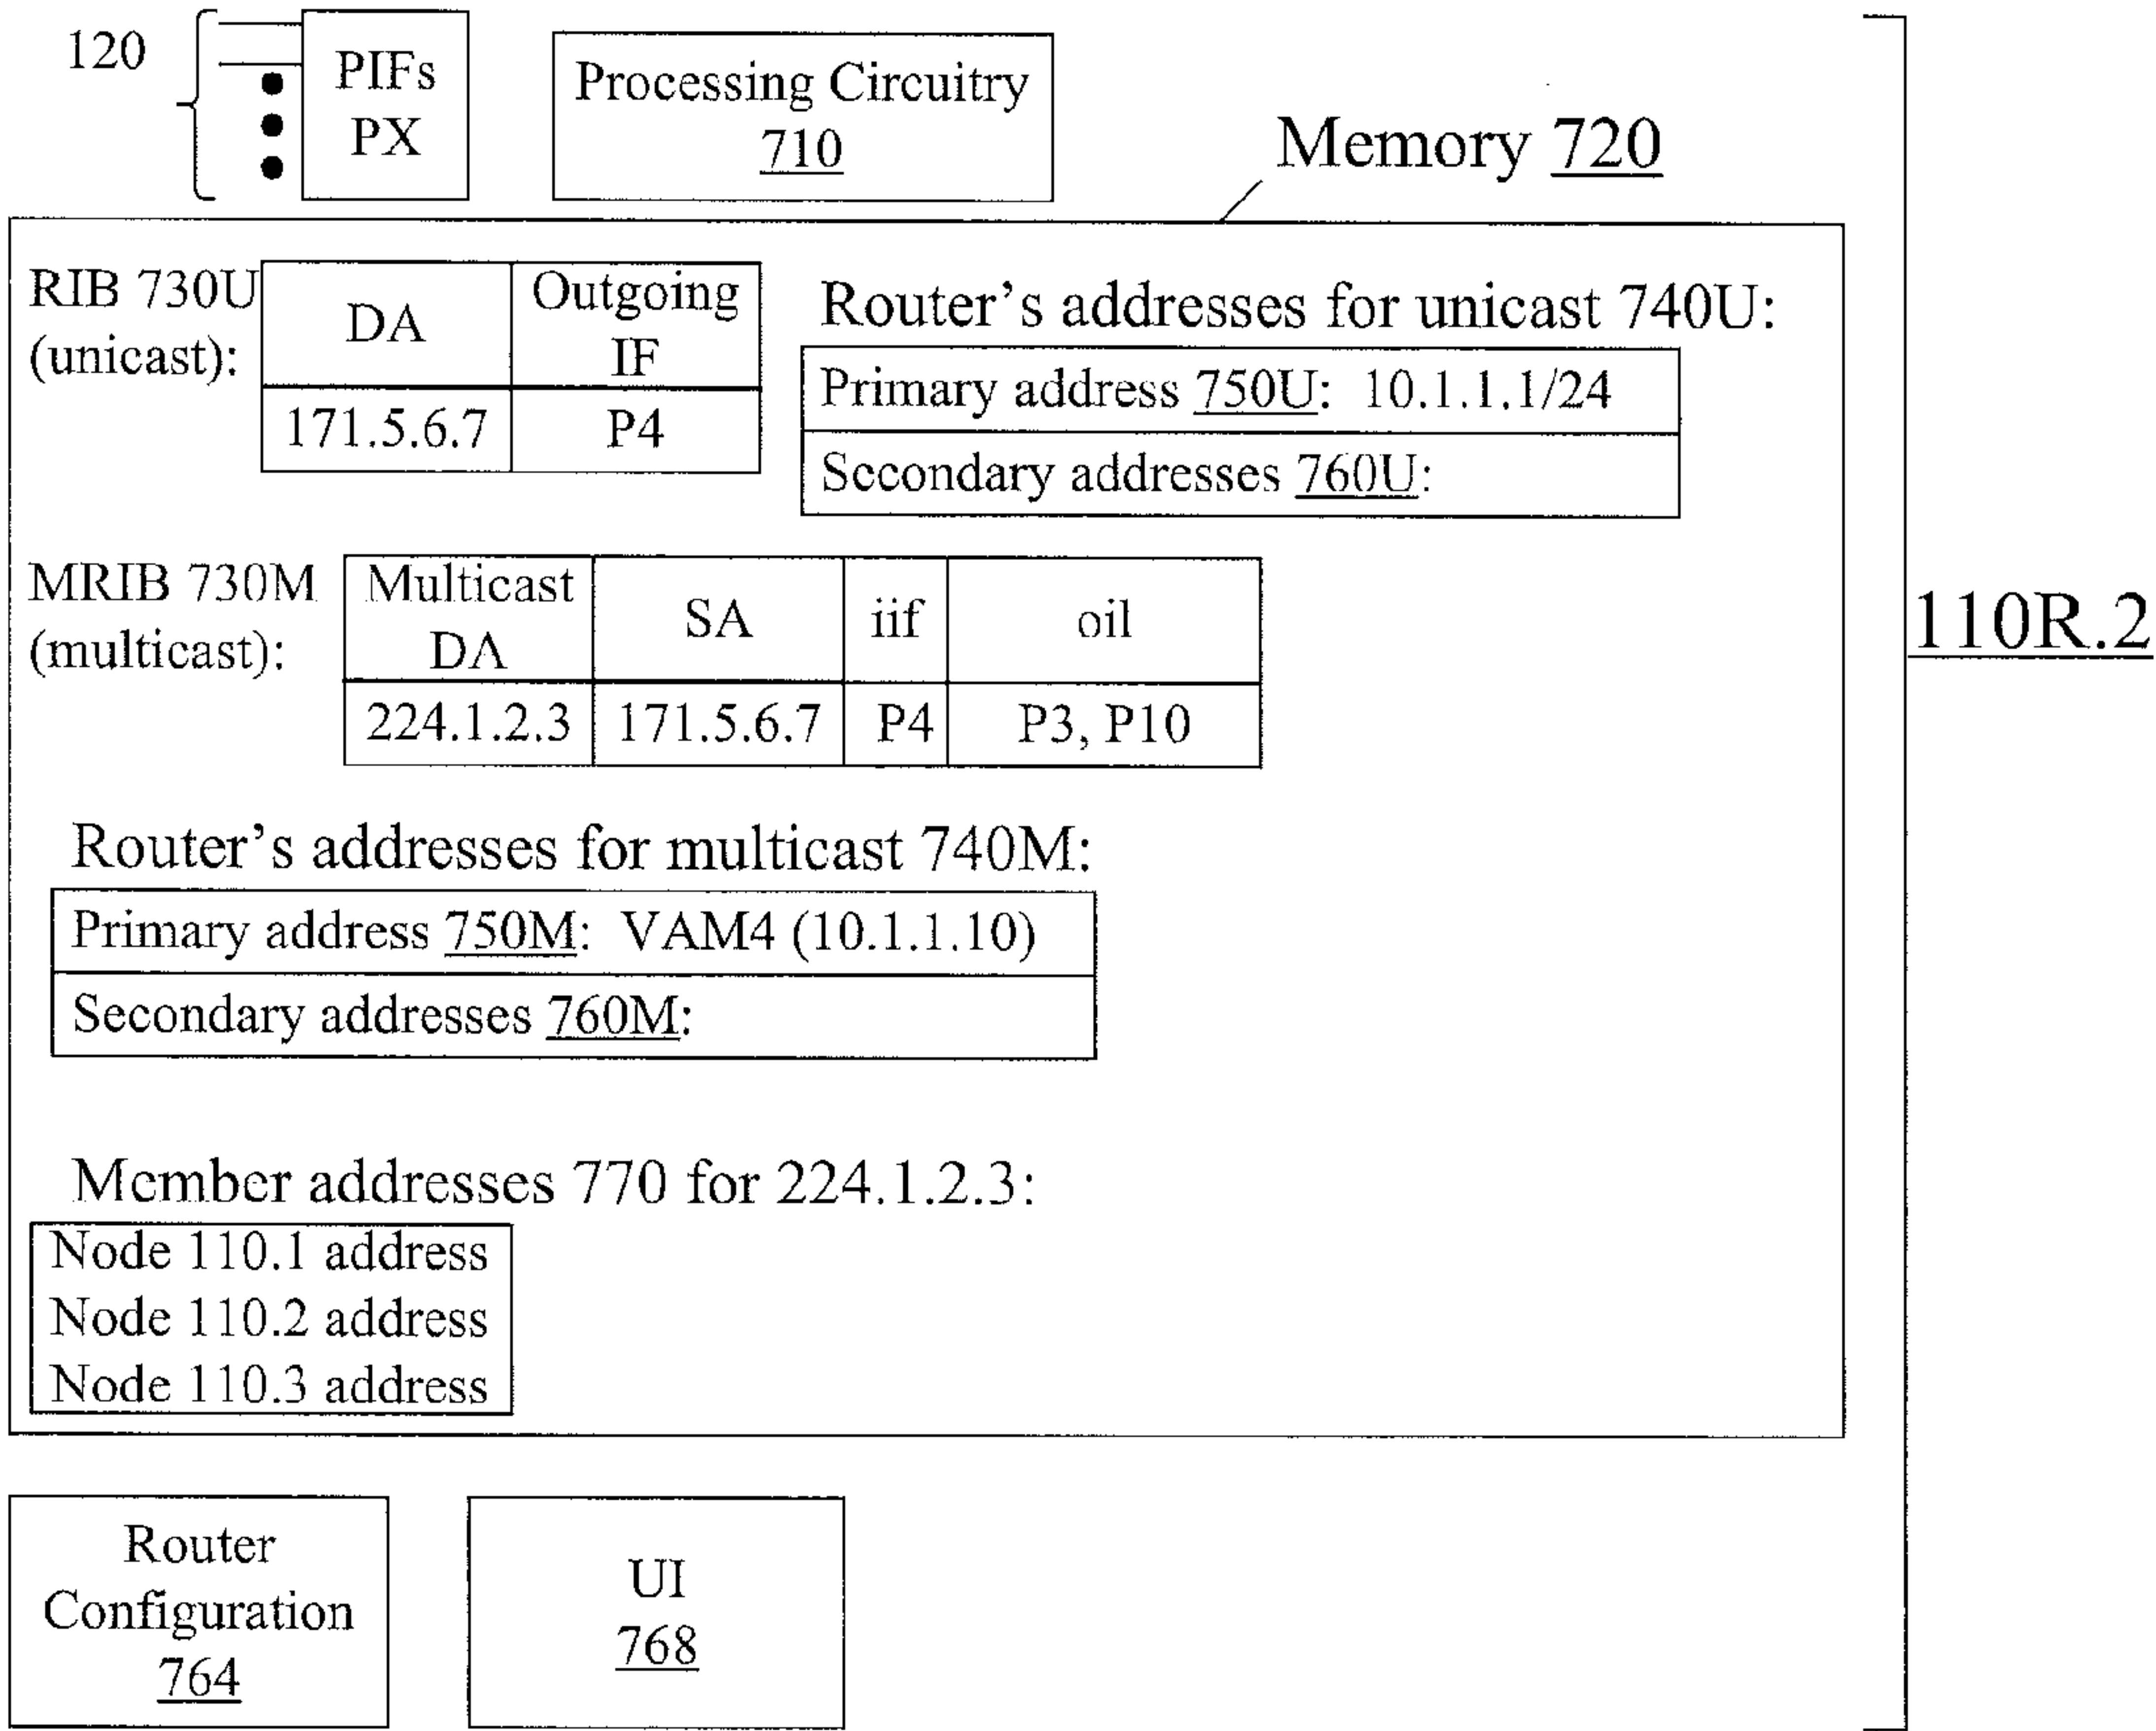 120
PIFs
PX
Processing Circuitry
710
Memory 720
RIB 730U
(unicast):
DA
Outgoing
IF
171.5.6.7
P4
Router's addresses for unicast 740U:
Primary address 750U: 10.1.1.1/24
Secondary addresses 760U:
MRIB 730M
(multicast):
Multicast
DA
SA
iif
oil
224.1.2.3
171.5.6.7
P4
P3, P10
110R.2
Router's addresses for multicast 740M:
Primary address 750M: VAM4 (10.1.1.10)
Secondary addresses 760M:
Member addresses 770 for 224.1.2.3:
Node 110.1 address
Node 110.2 address
Node 110.3 address
Router
Configuration
764
UI
768